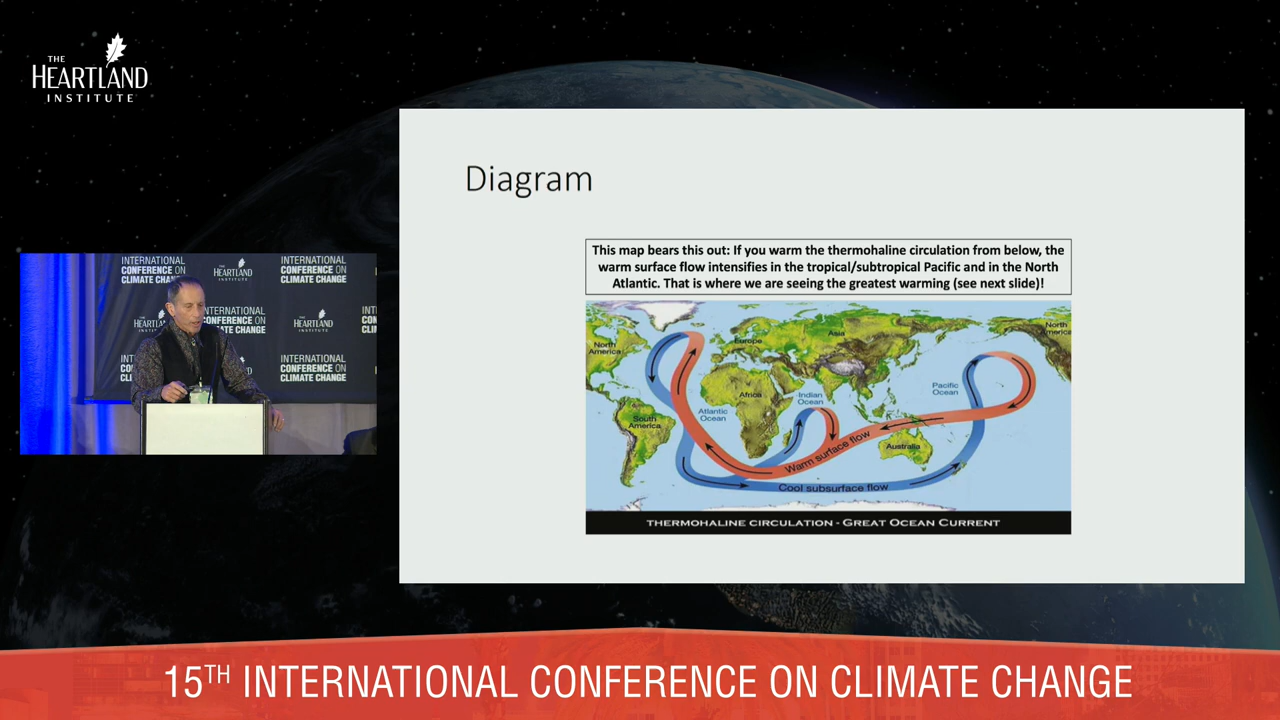 THE
HEARTLAND
INSTITUTE
Diagram
This map bears this out: If you warm the thermohaline circulation from below, the
warm surface flow intensifies in the tropical/subtropical Pacific and in the North
Atlantic. That is where we are seeing the greatest warming (see next slide)!
North
America
Europe
Asia
North
America
Africa
Indian
Ocean
Pacific
Ocean
Atlantic
Ocean
South
America
Australia
Warm surface flow
Cool subsurface flow
THERMOHALINE CIRCULATION - GREAT OCEAN CURRENT
INTERNATIONAL
CONFERENCE ON
CLIMATE CHANGE
HEARTLAND
INTERNATIONAL
CONFERENCE ON
CLIMATE CHANGE
INTERNATIONAL
CONFERENCE ON
CLIMATE CHANGE
HEARTLAND
INTERNATIONAL
CONFERENCE ON
CLIMATE CHANGE
15TH INTERNATIONAL CONFERENCE ON CLIMATE CHANGE